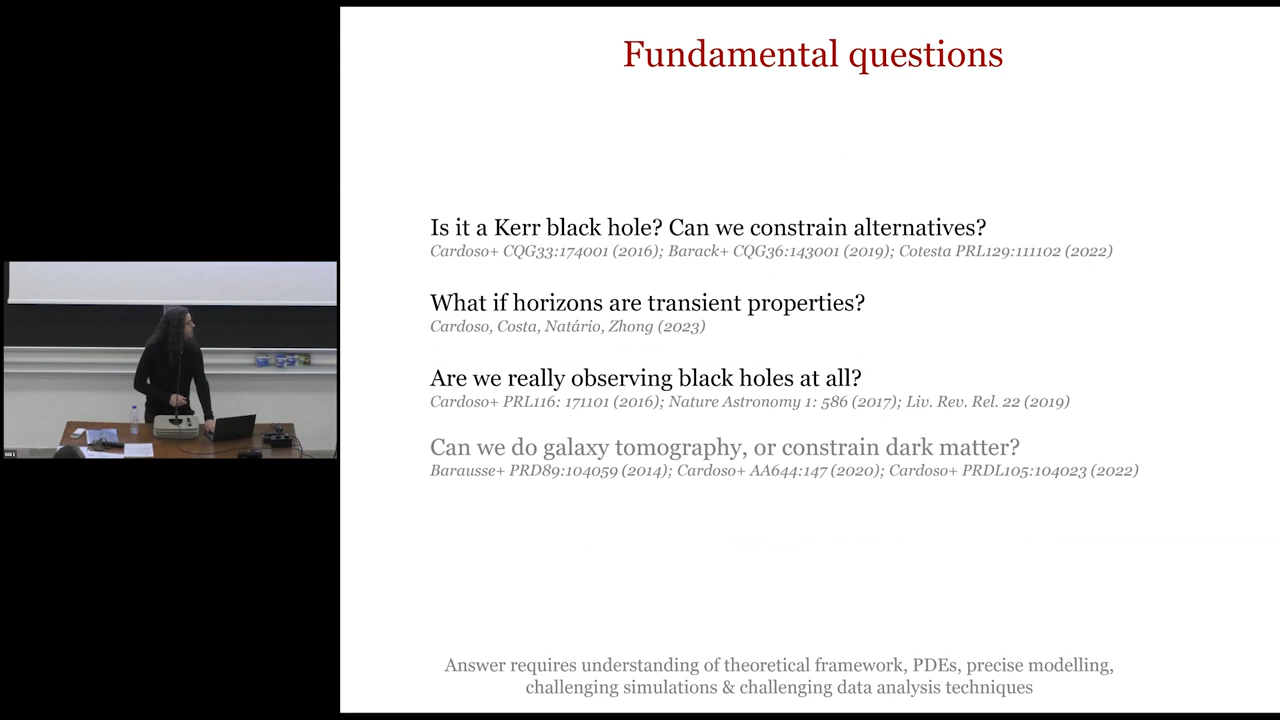 Fundamental questions
Is it a Kerr black hole? Can we constrain alternatives?
Cardoso+ CQG33:174001 (2016); Barack+ CQG36:143001 (2019); Cotesta PRL129:111102 (2022)
What if horizons are transient properties?
Cardoso, Costa, Natário, Zhong (2023)
Are we really observing black holes at all?
Cardoso+ PRL116: 171101 (2016); Nature Astronomy 1: 586 (2017); Liv. Rev. Rel. 22 (2019)
Can we do galaxy tomography, or constrain dark matter?
Barausse+ PRD89:104059 (2014); Cardoso+ AA644:147 (2020); Cardoso+ PRDL105:104023 (2022)
Answer requires understanding of theoretical framework, PDEs, precise modelling,
challenging simulations & challenging data analysis techniques